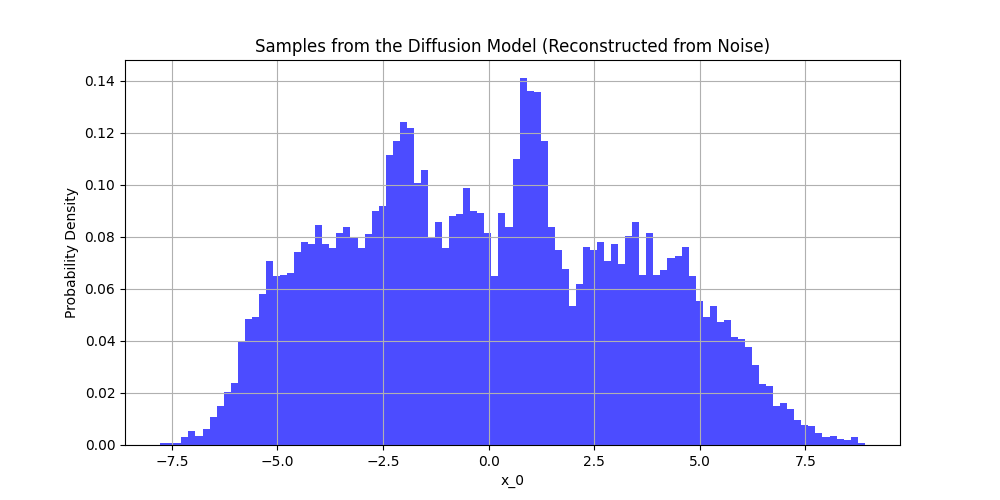 Samples from the Diffusion Model (Reconstructed from Noise)
0.14
0.12
0.10
0.08
0.06
0.04
0.02
0.00
Probability Density
−7.5 −5.0 −2.5 0.0 2.5 5.0 7.5
x_0